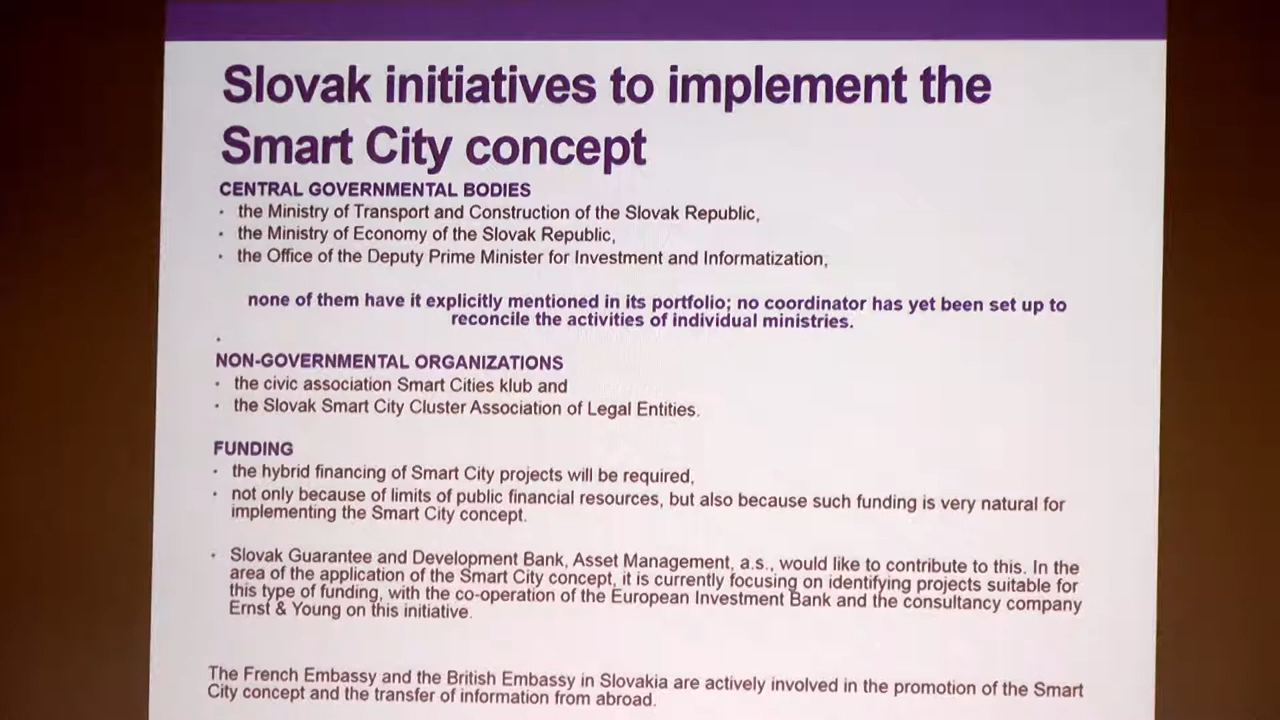 Slovak initiatives to implement the
Smart City concept
CENTRAL GOVERNMENTAL BODIES
• the Ministry of Transport and Construction of the Slovak Republic,
• the Ministry of Economy of the Slovak Republic,
• the Office of the Deputy Prime Minister for Investment and Informatization,
none of them have it explicitly mentioned in its portfolio; no coordinator has yet been set up to
reconcile the activities of individual ministries.
•
NON-GOVERNMENTAL ORGANIZATIONS
• the civic association Smart Cities klub and
• the Slovak Smart City Cluster Association of Legal Entities.
FUNDING
• the hybrid financing of Smart City projects will be required,
• not only because of limits of public financial resources, but also because such funding is very natural for
implementing the Smart City concept.
• Slovak Guarantee and Development Bank, Asset Management, a.s., would like to contribute to this. In the
area of the application of the Smart City concept, it is currently focusing on identifying projects suitable for
this type of funding, with the co-operation of the European Investment Bank and the consultancy company
Ernst & Young on this initiative.
The French Embassy and the British Embassy in Slovakia are actively involved in the promotion of the Smart
City concept and the transfer of information from abroad.